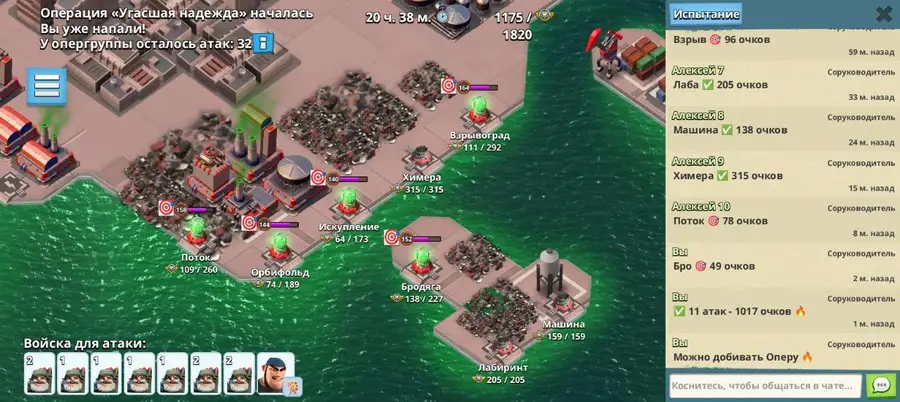 Операция «Угасшая надежда» началась
Вы уже напали!
У опергруппы осталось атак: 32
20 ч. 38 м.
1175 /
1820
164
Взрывоград
111 / 292
Химера
315 / 315
140
Искупление
64 / 173
158
Поток
109 / 260
144
Орбифольд
74 / 189
152
Бродяга
138 / 227
Машина
159 / 159
Лабиринт
205 / 205
Войска для атаки:
2 1 1 1 1 2 2
Испытание
Взрыв 🎯 96 очков
59 м. назад
Алексей 7
Соруководитель
Лаба ✅ 205 очков
33 м. назад
Алексей 8
Соруководитель
Машина ✅ 138 очков
24 м. назад
Алексей 9
Соруководитель
Химера ✅ 315 очков
15 м. назад
Алексей 10
Соруководитель
Поток 🎯 78 очков
8 м. назад
Вы
Соруководитель
Бро 🎯 49 очков
2 м. назад
Вы
Соруководитель
✅ 11 атак - 1017 очков 🔥
1 м. назад
Вы
Соруководитель
Можно добивать Оперу 🔥
Коснитесь, чтобы общаться в чате...